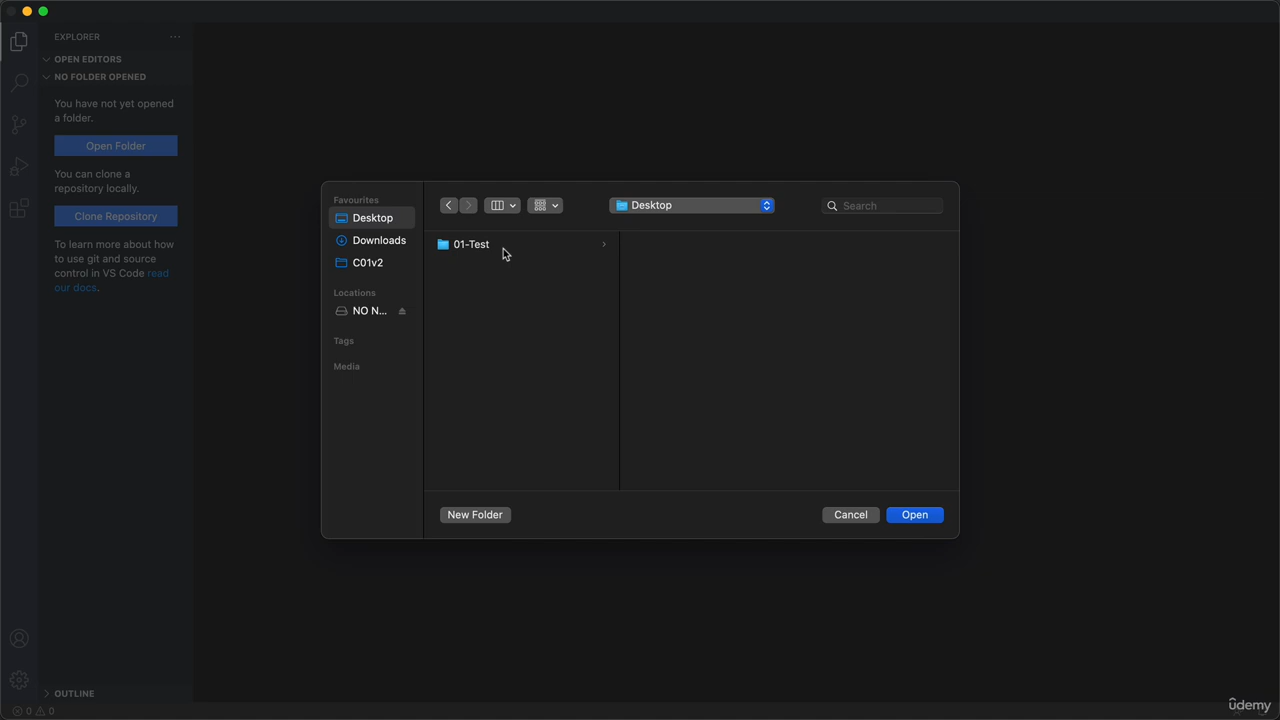 EXPLORER
OPEN EDITORS
NO FOLDER OPENED
You have not yet opened
a folder.
Open Folder
You can clone a
repository locally.
Clone Repository
To learn more about how
to use git and source
control in VS Code read
our docs.
OUTLINE
0 0
Favourites
Desktop
Downloads
C01v2
Locations
NO N...
Tags
Media
Desktop
Search
01-Test
New Folder
Cancel
Open
ûdemy